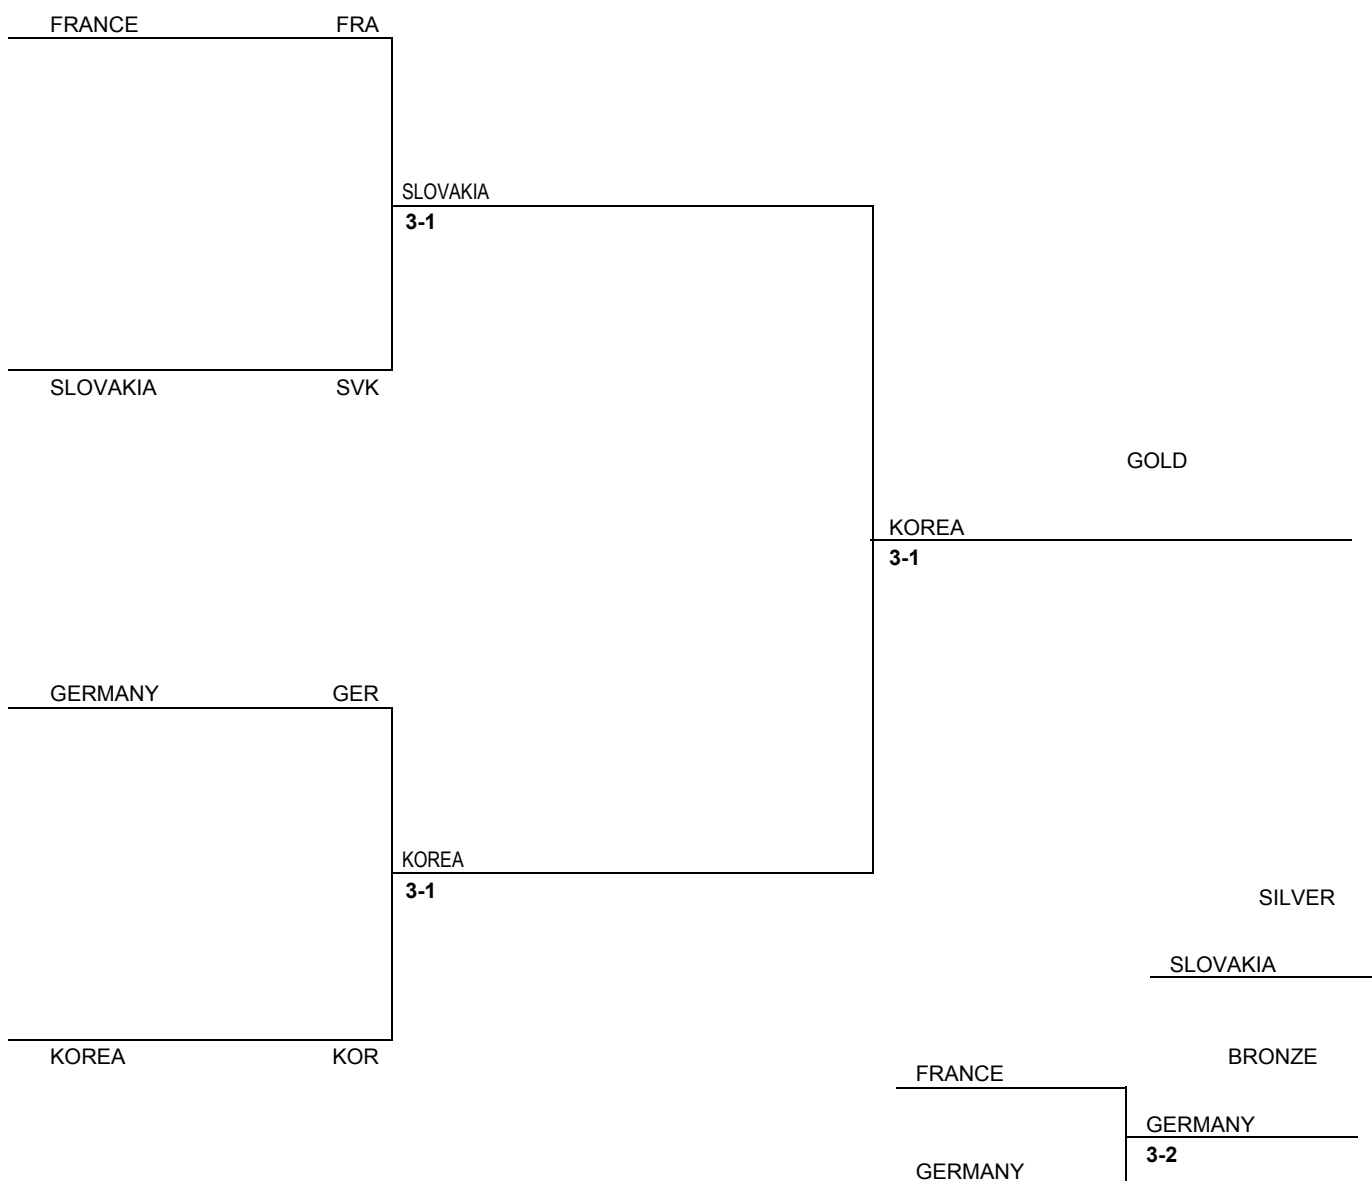 FRANCE FRA
SLOVAKIA
3-1
SLOVAKIA SVK
GOLD
KOREA
3-1
GERMANY GER
KOREA
3-1
SILVER
SLOVAKIA
KOREA KOR
BRONZE
FRANCE
GERMANY
3-2
GERMANY